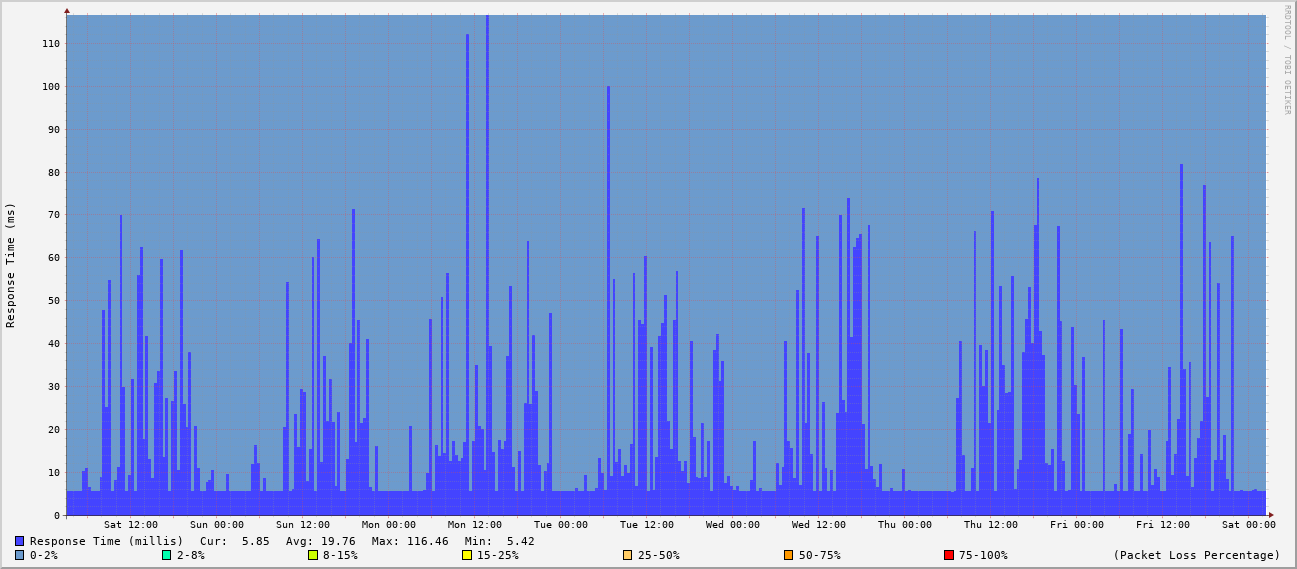 RRDTOOL / TOBI OETIKER
Response Time (ms)
110
100
90
80
70
60
50
40
30
20
10
0
Sat 12:00 Sun 00:00 Sun 12:00 Mon 00:00 Mon 12:00 Tue 00:00 Tue 12:00 Wed 00:00 Wed 12:00 Thu 00:00 Thu 12:00 Fri 00:00 Fri 12:00 Sat 00:00
Response Time (millis) Cur: 5.85 Avg: 19.76 Max: 116.46 Min: 5.42
0-2% 2-8% 8-15% 15-25% 25-50% 50-75% 75-100% (Packet Loss Percentage)